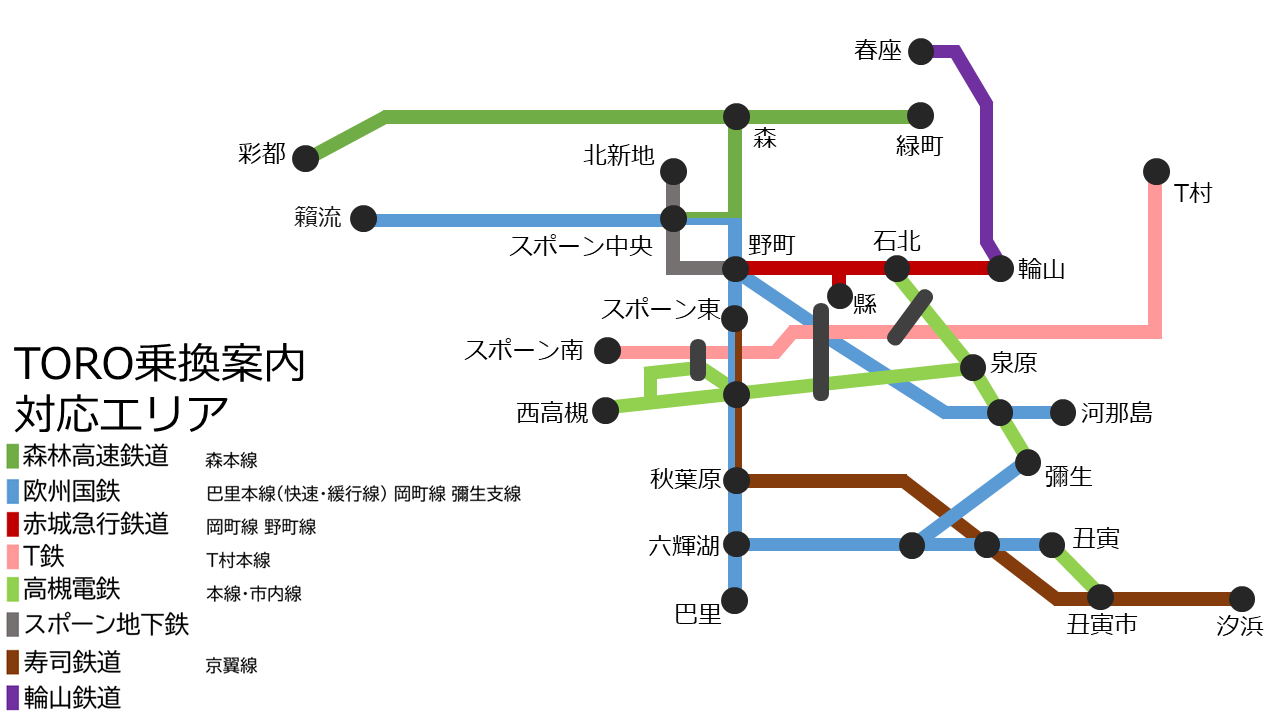 春座
森
緑町
彩都
北新地
T村
籟流
スポーン中央
野町
石北
輪山
縣
スポーン東
スポーン南
泉原
西高槻
河那島
TORO乗換案内
対応エリア
森林高速鉄道 森本線
欧州国鉄 巴里本線(快速・緩行線) 岡町線 彌生支線
赤城急行鉄道 岡町線 野町線
T鉄 T村本線
高槻電鉄 本線・市内線
スポーン地下鉄
寿司鉄道 京翼線
輪山鉄道
秋葉原
彌生
六輝湖
丑寅
巴里
丑寅市
汐浜